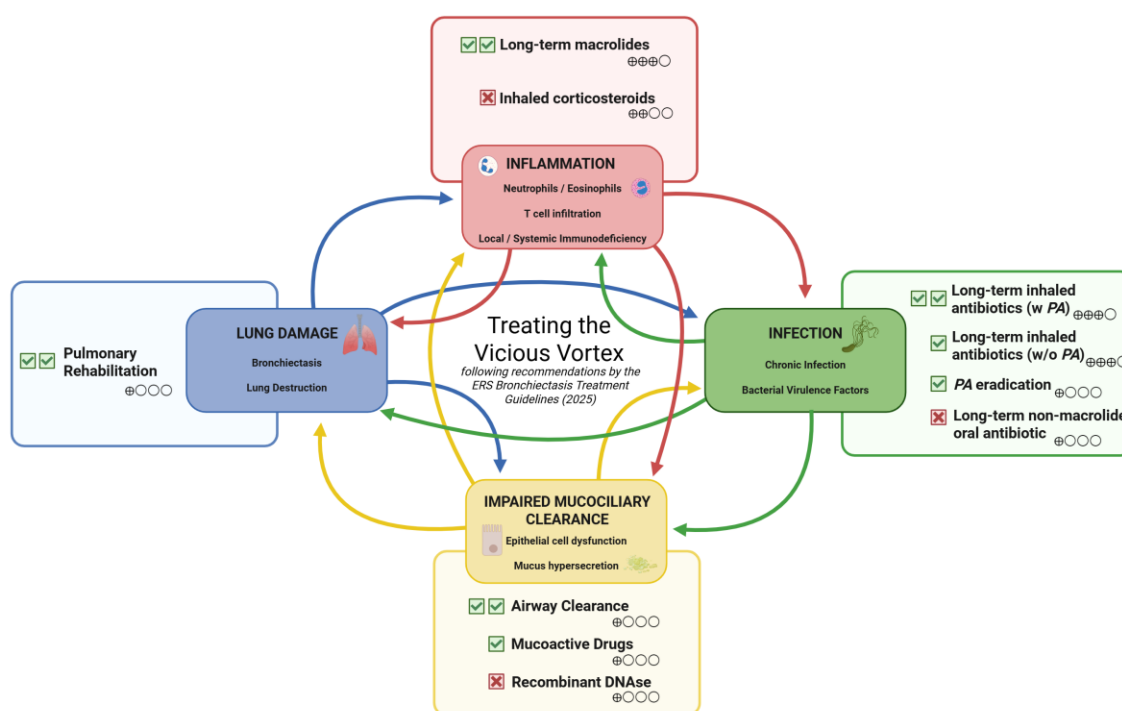 Long-term macrolides
⊕⊕⊕○
Inhaled corticosteroids
⊕⊕○○
INFLAMMATION
Neutrophils / Eosinophils
T cell infiltration
Local / Systemic Immunodeficiency
Pulmonary
Rehabilitation
⊕○○○
LUNG DAMAGE
Bronchiectasis
Lung Destruction
Treating the
Vicious Vortex
following recommendations by the
ERS Bronchiectasis Treatment
Guidelines (2025)
INFECTION
Chronic Infection
Bacterial Virulence Factors
Long-term inhaled
antibiotics (w PA) ⊕⊕⊕○
Long-term inhaled
antibiotics (w/o PA) ⊕⊕⊕○
PA eradication
⊕○○○
Long-term non-macrolide
oral antibiotic ⊕○○○
IMPAIRED MUCOCILIARY
CLEARANCE
Epithelial cell dysfunction
Mucus hypersecretion
Airway Clearance
⊕○○○
Mucoactive Drugs
⊕○○○
Recombinant DNAse
⊕○○○